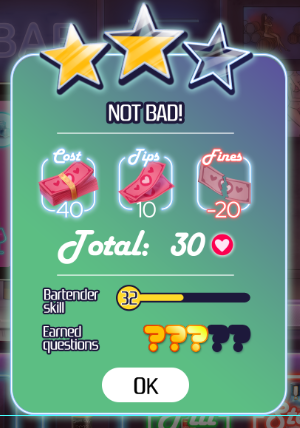 NOT BAD!
Cost Tips Fines
40 10 -20
Total: 30
Bartender
skill
32
Earned
questions
???
??
OK